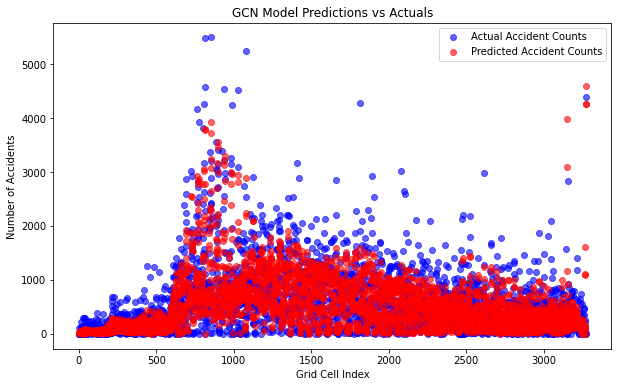 GCN Model Predictions vs Actuals
Actual Accident Counts
Predicted Accident Counts
Number of Accidents
5000
4000
3000
2000
1000
0
0 500 1000 1500 2000 2500 3000
Grid Cell Index